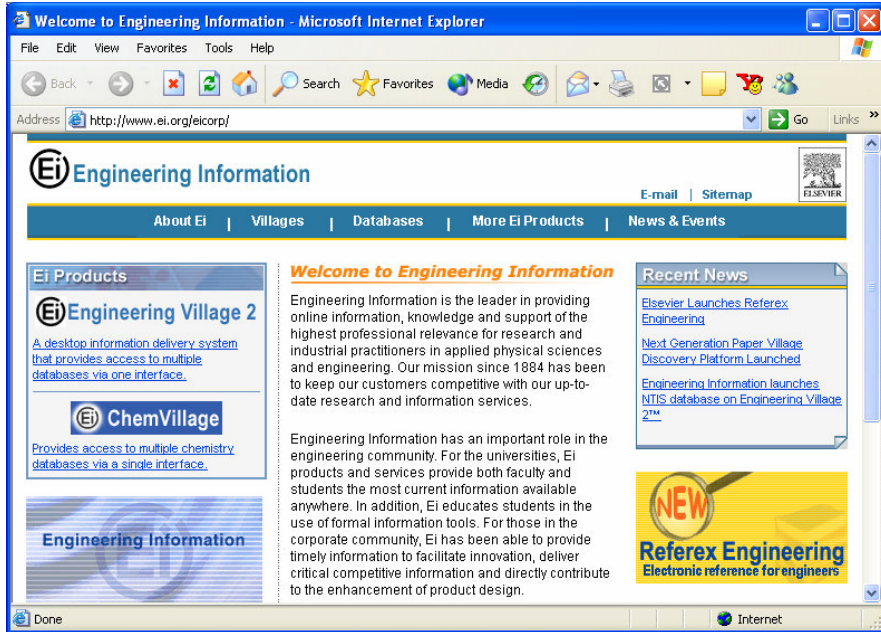 Welcome to Engineering Information - Microsoft Internet Explorer
File Edit View Favorites Tools Help
Back Search Favorites Media
Address http://www.ei.org/eicorp/ Go Links »
Ei Engineering Information
E-mail | Sitemap
ELSEVIER
About Ei | Villages | Databases | More Ei Products | News & Events
Ei Products
Ei Engineering Village 2
A desktop information delivery system
that provides access to multiple
databases via one interface.
Ei ChemVillage
Provides access to multiple chemistry
databases via a single interface.
Ei
Engineering Information
Welcome to Engineering Information
Engineering Information is the leader in providing
online information, knowledge and support of the
highest professional relevance for research and
industrial practitioners in applied physical sciences
and engineering. Our mission since 1884 has been
to keep our customers competitive with our up-to-
date research and information services.
Engineering Information has an important role in the
engineering community. For the universities, Ei
products and services provide both faculty and
students the most current information available
anywhere. In addition, Ei educates students in the
use of formal information tools. For those in the
corporate community, Ei has been able to provide
timely information to facilitate innovation, deliver
critical competitive information and directly contribute
to the enhancement of product design.
Recent News
Elsevier Launches Referex
Engineering
Next Generation Paper Village
Discovery Platform Launched
Engineering Information launches
NTIS database on Engineering Village
2™
NEW
Referex Engineering
Electronic reference for engineers
Done Internet